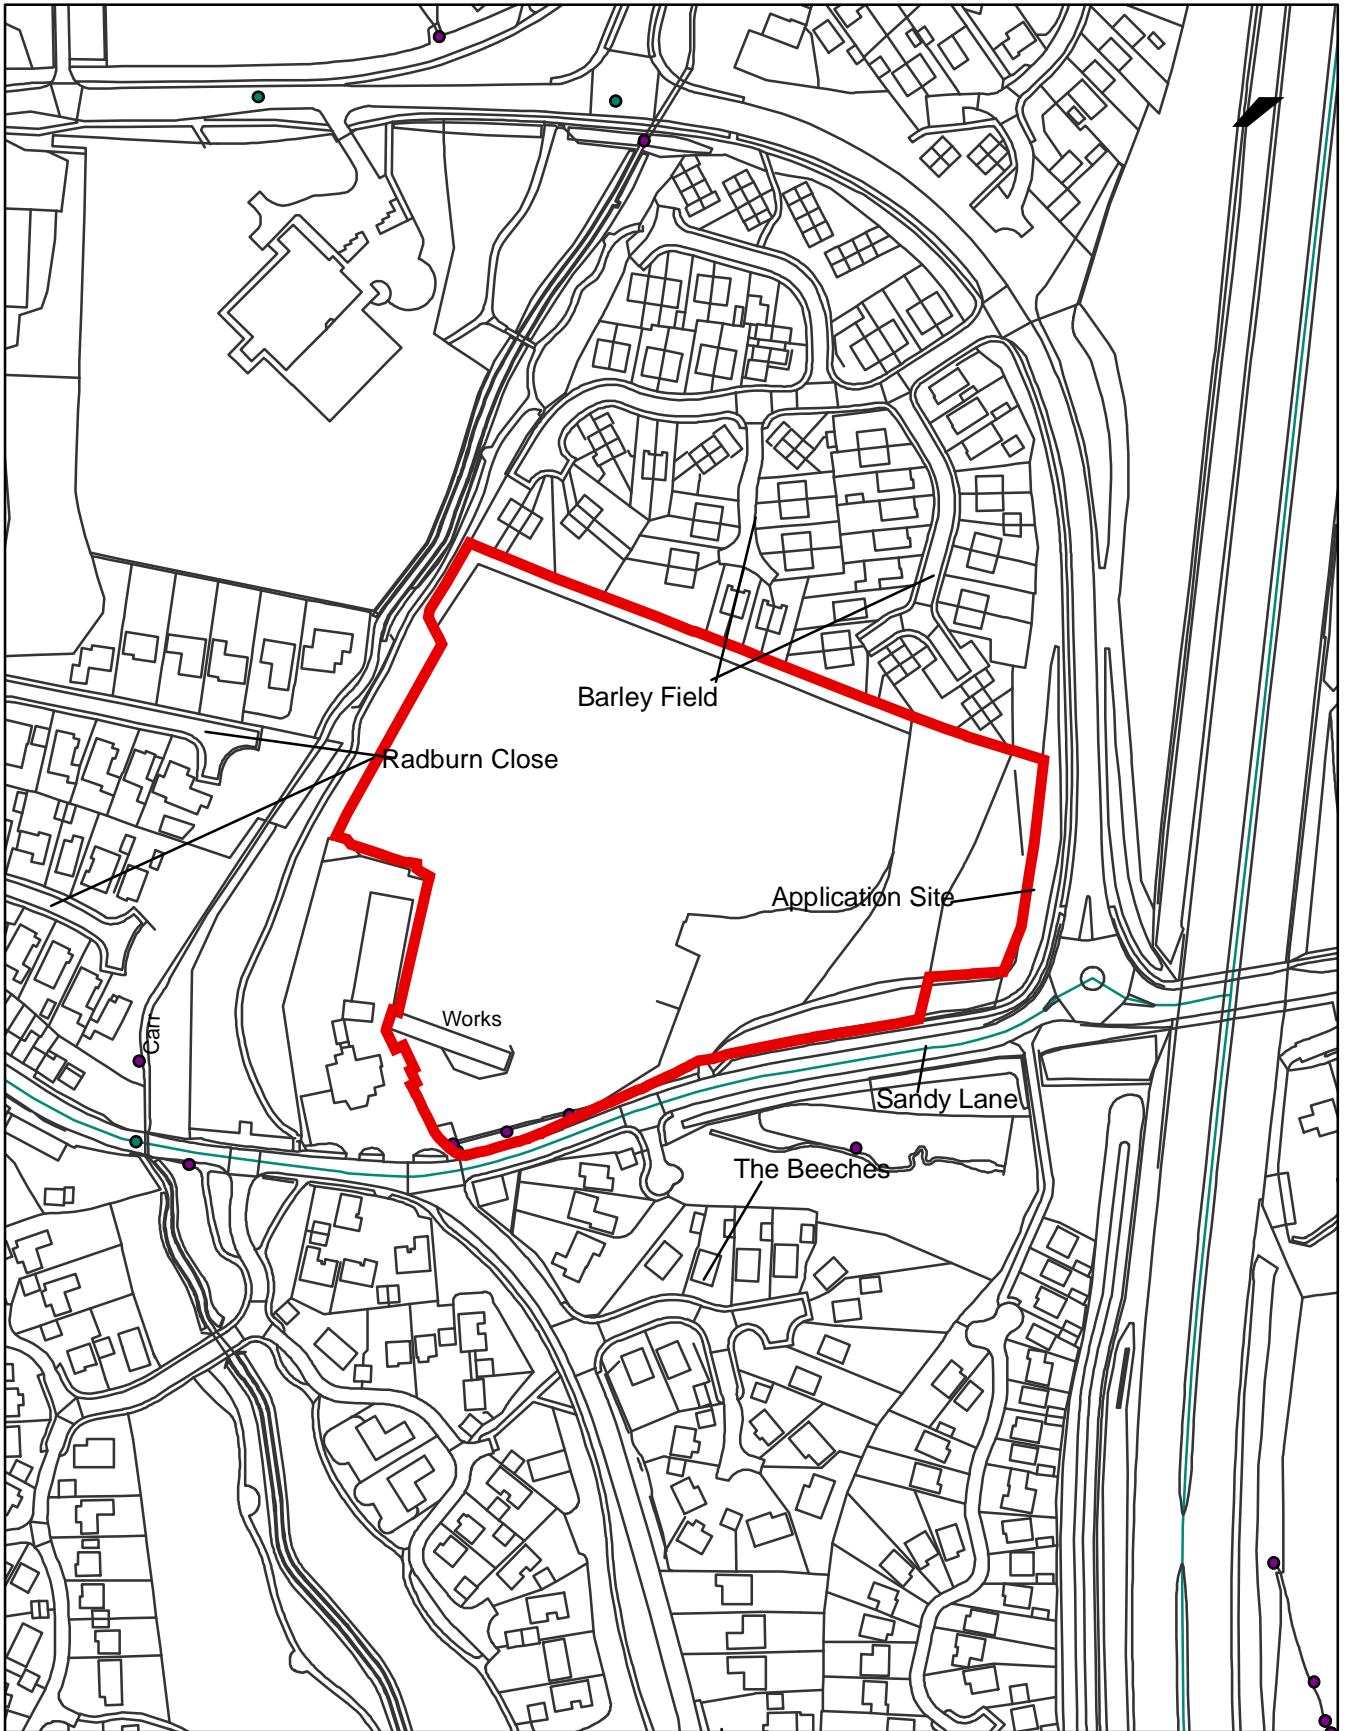 Barley Field
Radburn Close
Application Site
Works
Carr
Sandy Lane
The Beeches